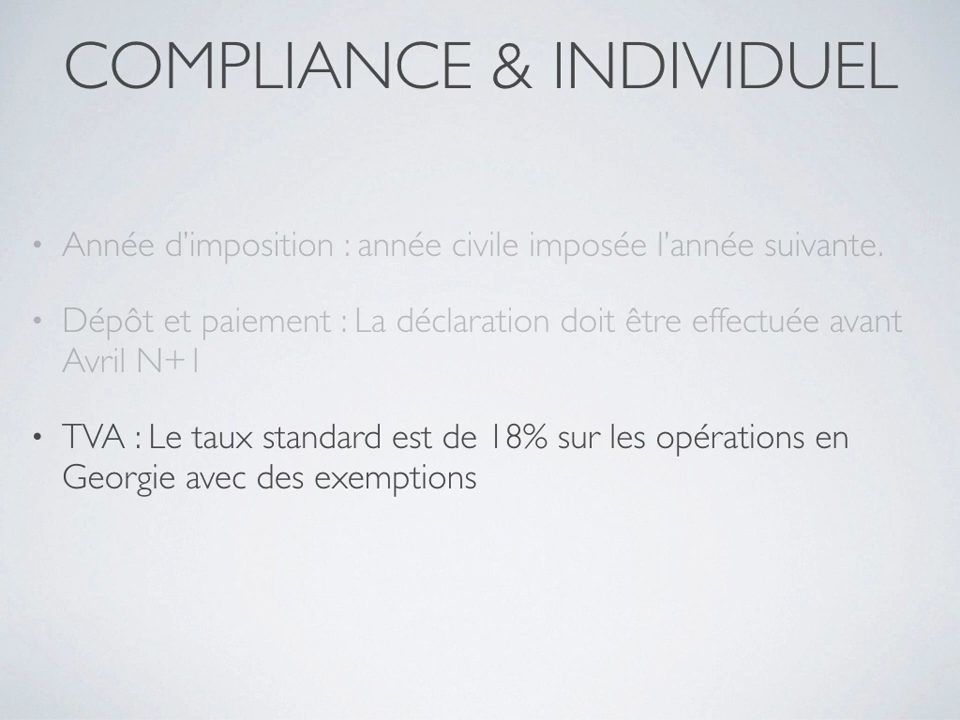 COMPLIANCE & INDIVIDUEL
• Année d’imposition : année civile imposée l’année suivante.
• Dépôt et paiement : La déclaration doit être effectuée avant
Avril N+1
• TVA : Le taux standard est de 18% sur les opérations en
Georgie avec des exemptions